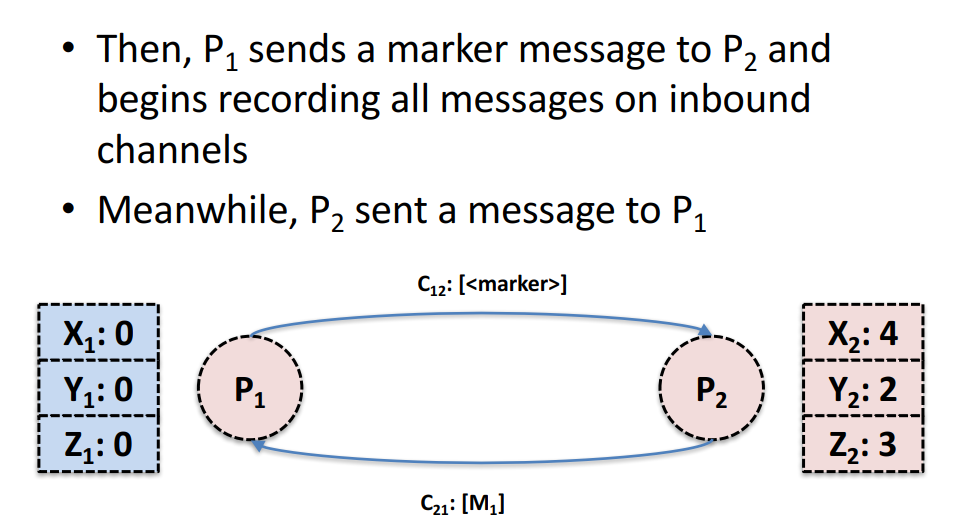 • Then, P₁ sends a marker message to P₂ and
begins recording all messages on inbound
channels
• Meanwhile, P₂ sent a message to P₁
C₁₂: [<marker>]
X₁: 0
Y₁: 0
Z₁: 0
P₁
P₂
X₂: 4
Y₂: 2
Z₂: 3
C₂₁: [M₁]